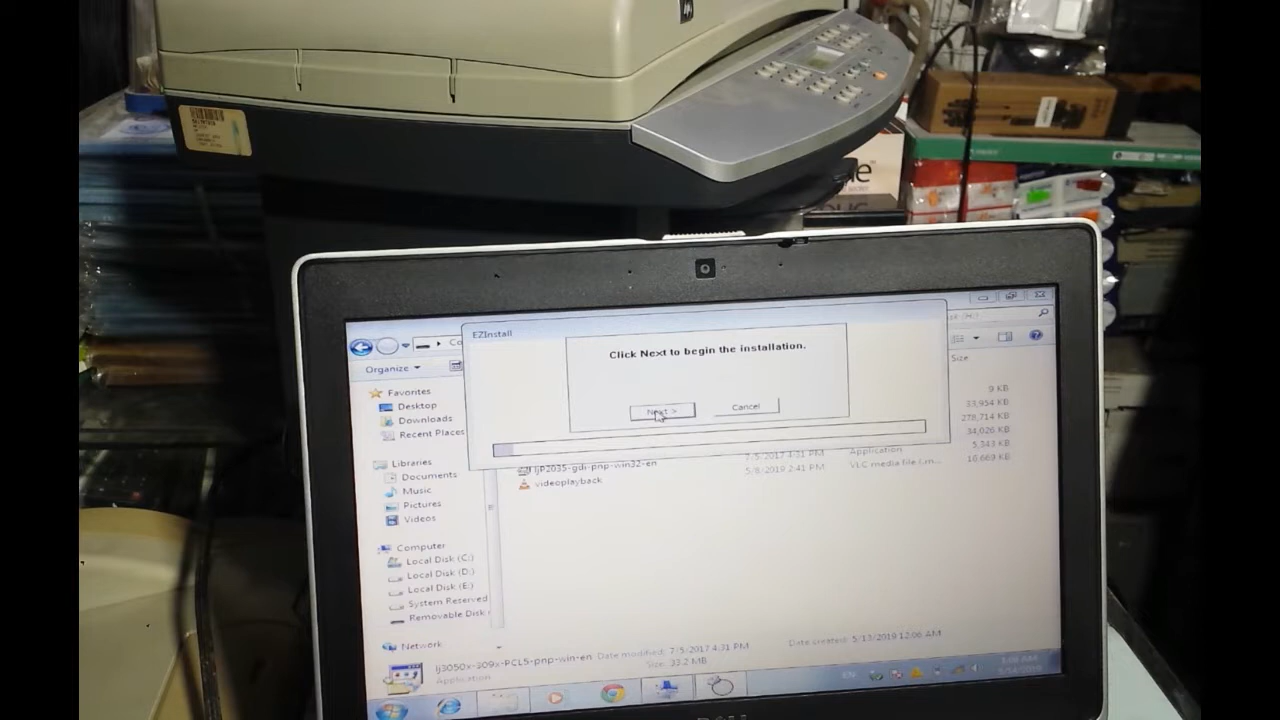 hp
EZInstall
Click Next to begin the installation.
Next >
Cancel
Organize
Size
Favorites
Desktop
Downloads
Recent Places
Libraries
Documents
Music
Pictures
Videos
Computer
Local Disk (C:)
Local Disk (D:)
Local Disk (E:)
System Reserved
Removable Disk
Network
9 KB
33,954 KB
278,714 KB
34,026 KB
5,343 KB
16,669 KB
7/5/2017 4:31 PM
Application
ljP2035-gdi-pnp-win32-en
5/8/2019 2:41 PM
VLC media file (.m...
videoplayback
lj3050x-309x-PCL5-pnp-win-en
Date modified: 7/5/2017 4:31 PM
Date created: 5/13/2019 12:06 AM
Application
Size: 33.2 MB
EN